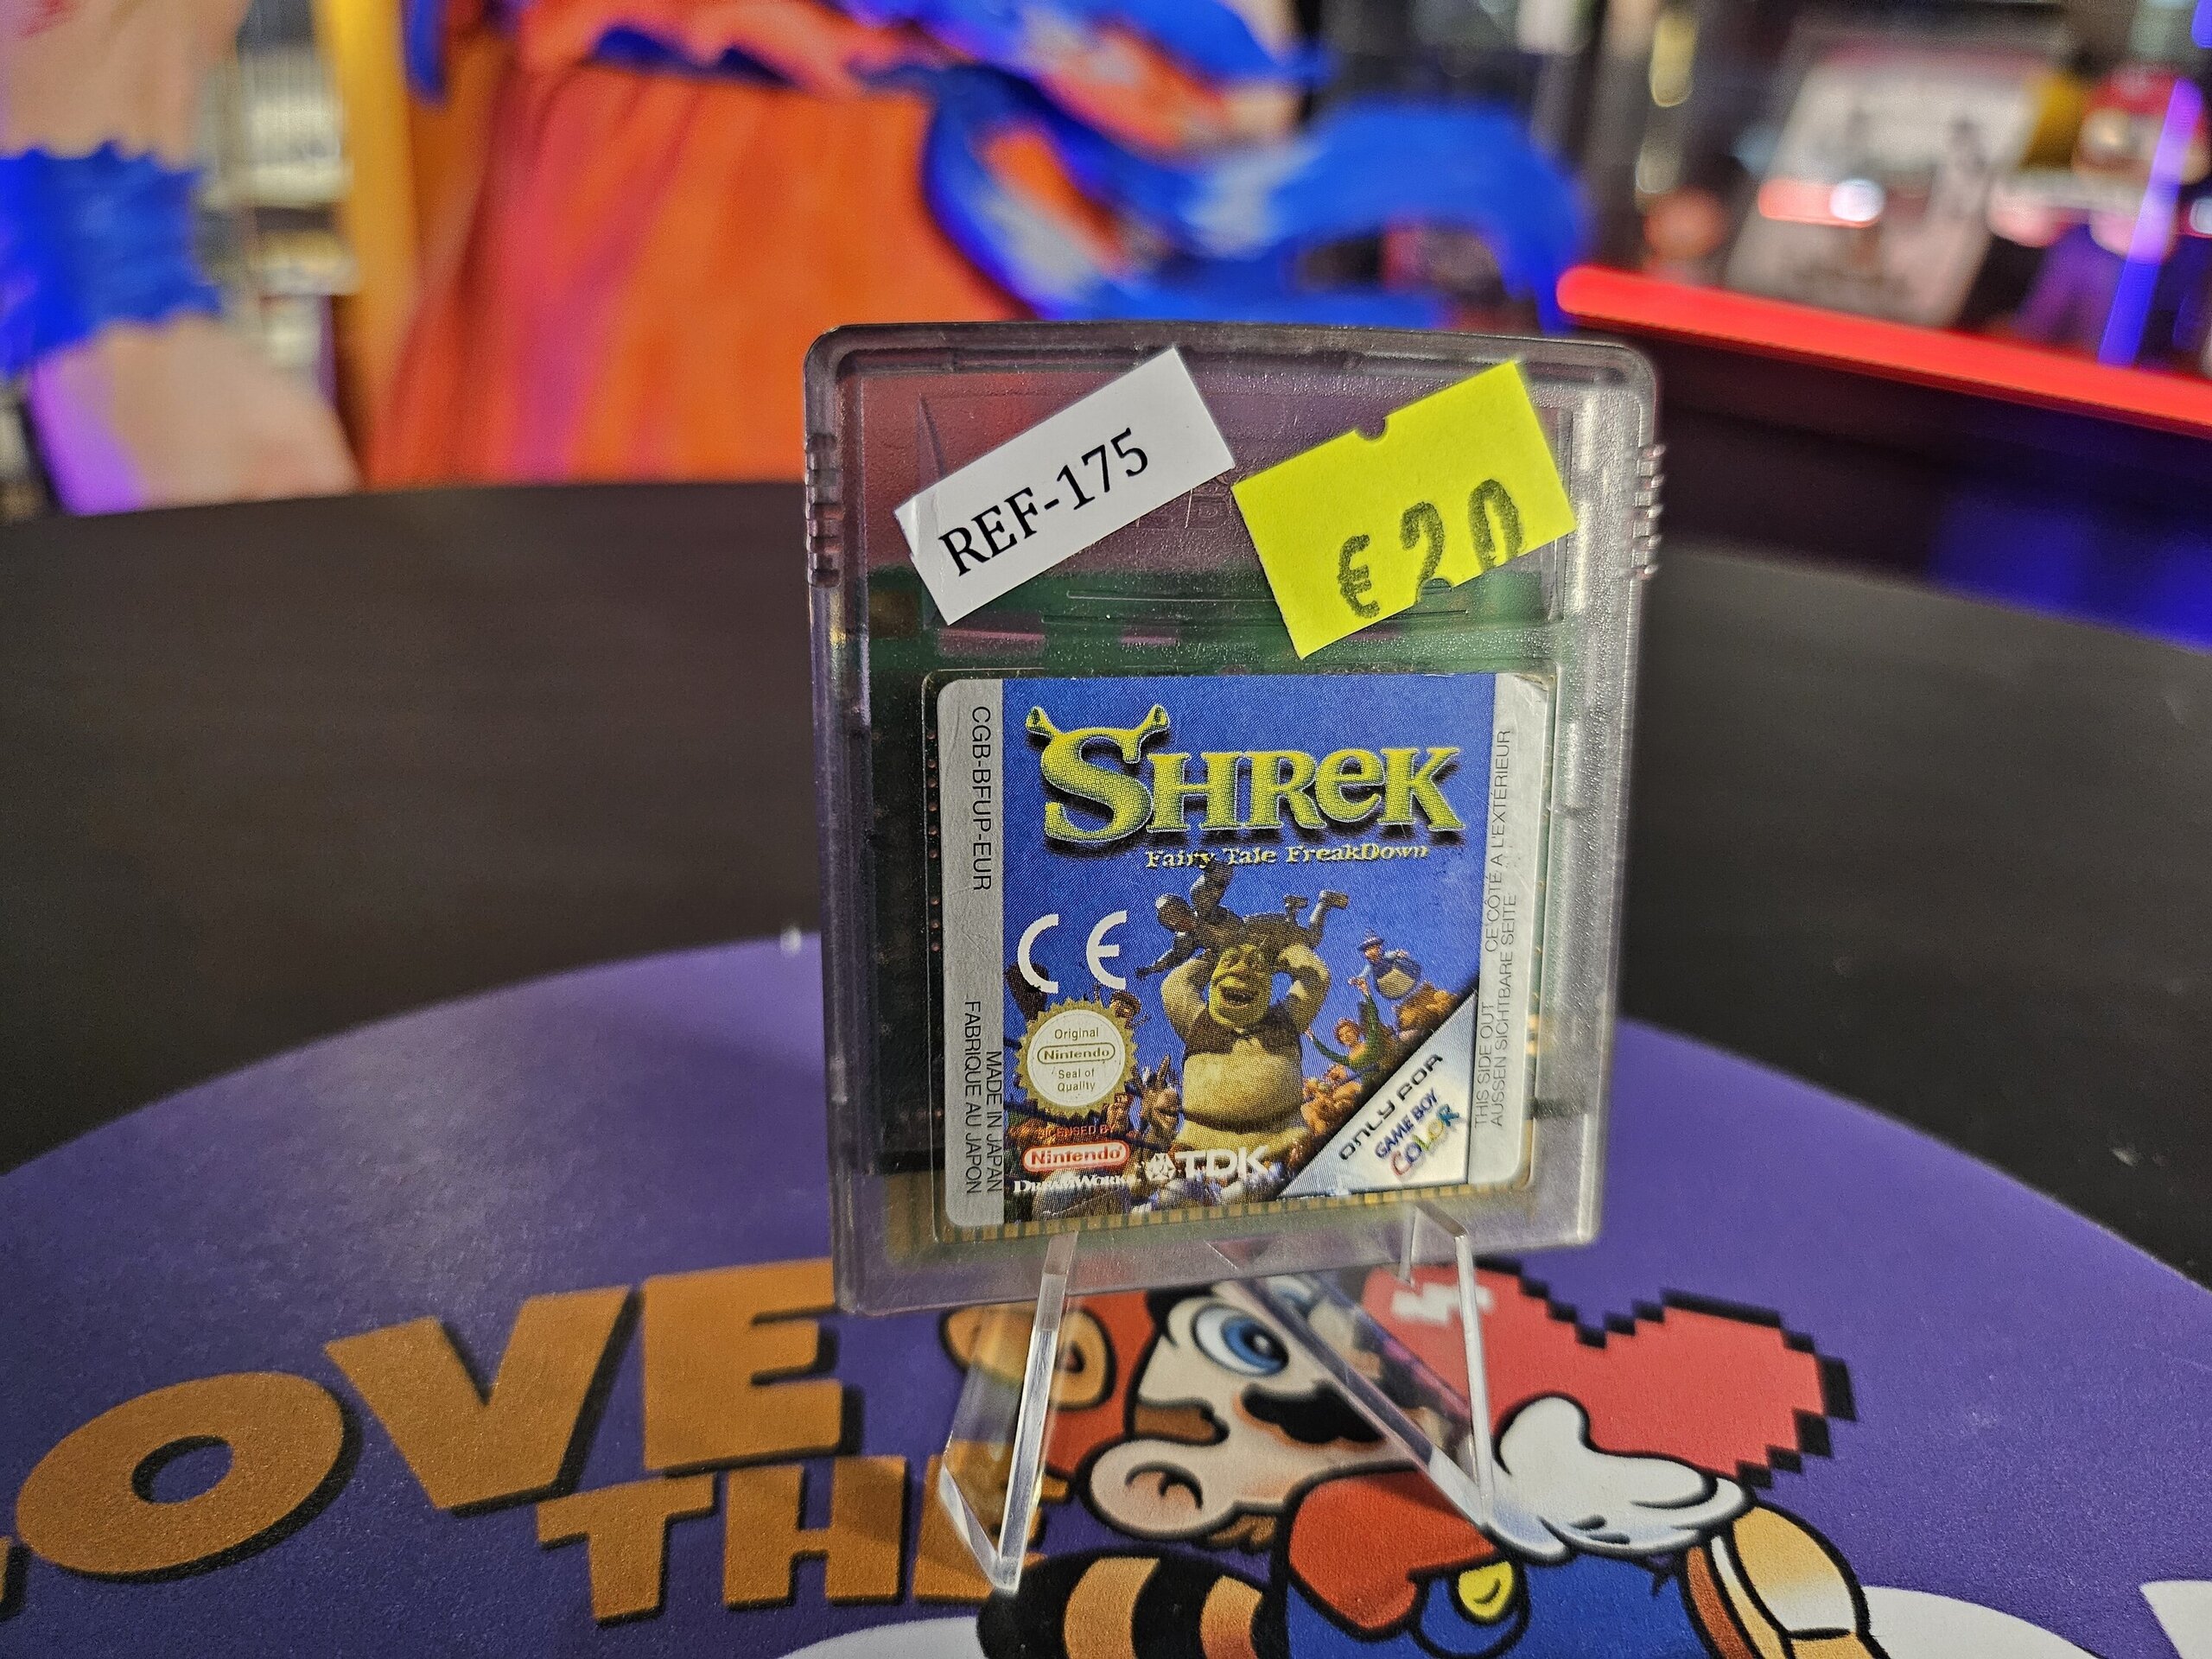 REF-175
€20
SHReK
Fairy Tale FreakDown
CE
CGB-BFUP-EUR
MADE IN JAPAN
FABRIQUE AU JAPON
Original
Nintendo
Seal of
Quality
LICENSED BY
Nintendo
DREAMWORKS
TDK
ONLY FOR
GAME BOY
COLOR
THIS SIDE OUT CE CÔTÉ A L'EXTÉRIEUR
AUSSEN SICHTBARE SEITE
OVE
THE